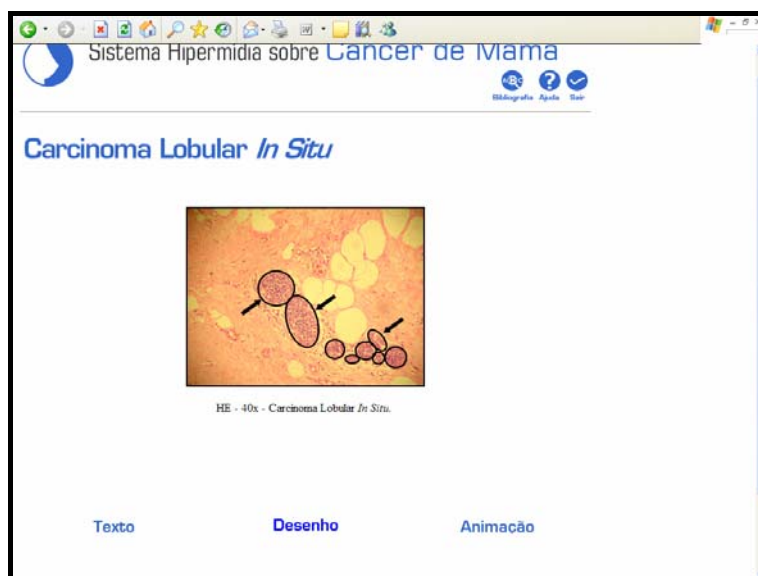 Sistema Hipermídia sobre Câncer de Mama
Bibliografia Ajuda Sair
Carcinoma Lobular In Situ
HE - 40x - Carcinoma Lobular In Situ.
Texto Desenho Animação